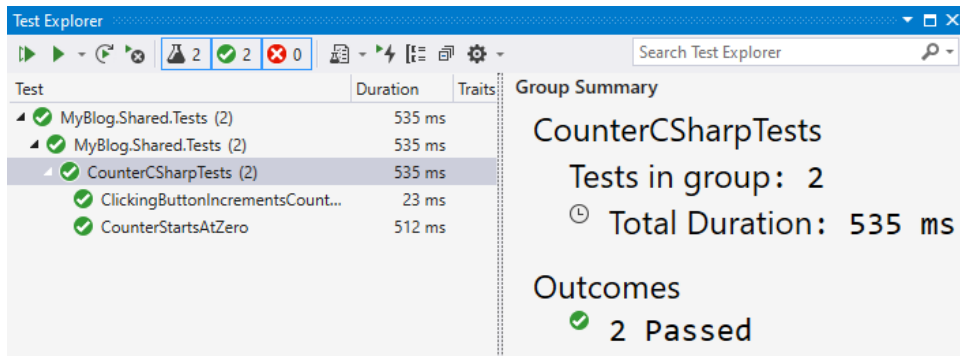 Test Explorer
2 2 0
Search Test Explorer
Test Duration Traits
MyBlog.Shared.Tests (2) 535 ms
MyBlog.Shared.Tests (2) 535 ms
CounterCSharpTests (2) 535 ms
ClickingButtonIncrementsCount... 23 ms
CounterStartsAtZero 512 ms
Group Summary
CounterCSharpTests
Tests in group: 2
Total Duration: 535 ms
Outcomes
2 Passed